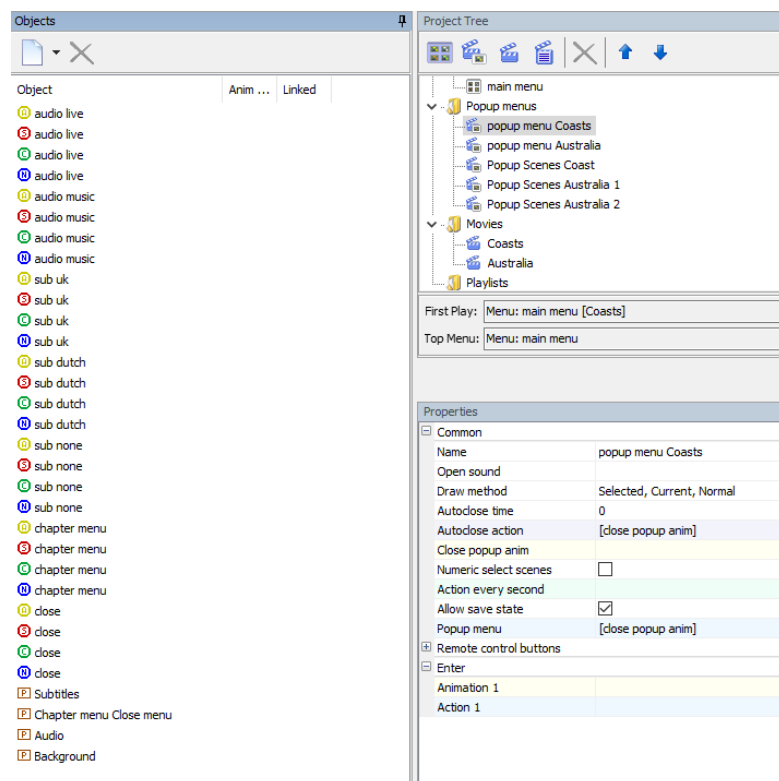 Objects
Object Anim ... Linked
A audio live
S audio live
C audio live
N audio live
A audio music
S audio music
C audio music
N audio music
A sub uk
S sub uk
C sub uk
N sub uk
A sub dutch
S sub dutch
C sub dutch
N sub dutch
A sub none
S sub none
C sub none
N sub none
A chapter menu
S chapter menu
C chapter menu
N chapter menu
A close
S close
C close
N close
P Subtitles
P Chapter menu Close menu
P Audio
P Background
Project Tree
main menu
Popup menus
popup menu Coasts
popup menu Australia
Popup Scenes Coast
Popup Scenes Australia 1
Popup Scenes Australia 2
Movies
Coasts
Australia
Playlists
First Play: Menu: main menu [Coasts]
Top Menu: Menu: main menu
Properties
Common
Name popup menu Coasts
Open sound
Draw method Selected, Current, Normal
Autoclose time 0
Autoclose action [close popup anim]
Close popup anim
Numeric select scenes
Action every second
Allow save state
Popup menu [close popup anim]
Remote control buttons
Enter
Animation 1
Action 1